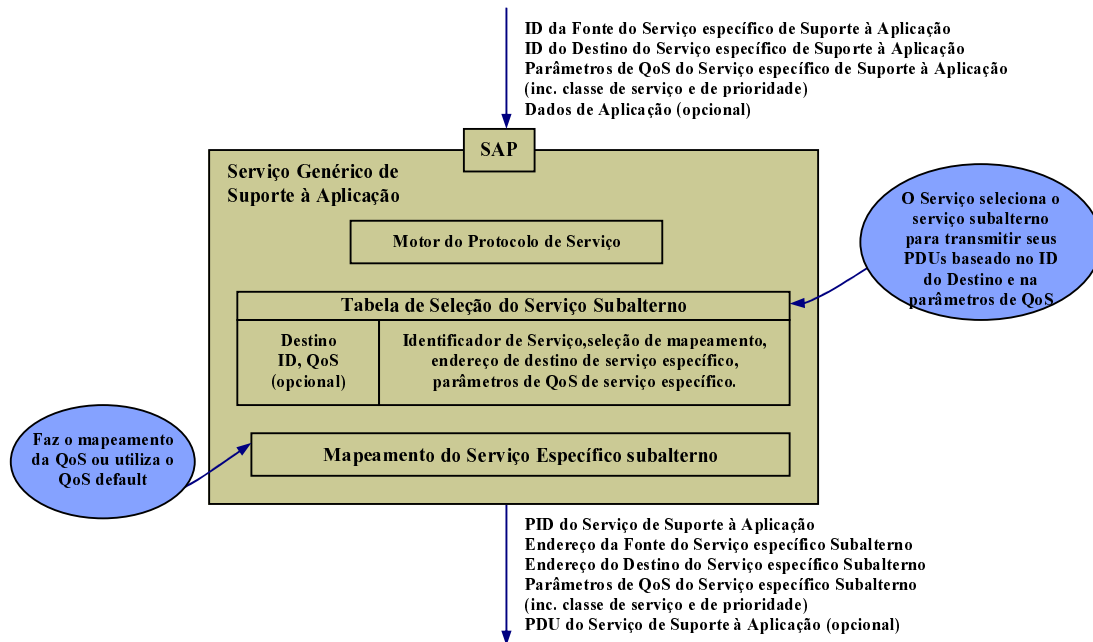 ID da Fonte do Serviço específico de Suporte à Aplicação
ID do Destino do Serviço específico de Suporte à Aplicação
Parâmetros de QoS do Serviço específico de Suporte à Aplicação
(inc. classe de serviço e de prioridade)
Dados de Aplicação (opcional)
SAP
Serviço Genérico de
Suporte à Aplicação
Motor do Protocolo de Serviço
O Serviço seleciona o
serviço subalterno
para transmitir seus
PDUs baseado no ID
do Destino e na
parâmetros de QoS
Tabela de Seleção do Serviço Subalterno
Destino
ID, QoS
(opcional)
Identificador de Serviço,seleção de mapeamento,
endereço de destino de serviço específico,
parâmetros de QoS de serviço específico.
Faz o mapeamento
da QoS ou utiliza o
QoS default
Mapeamento do Serviço Específico subalterno
PID do Serviço de Suporte à Aplicação
Endereço da Fonte do Serviço específico Subalterno
Endereço do Destino do Serviço específico Subalterno
Parâmetros de QoS do Serviço específico Subalterno
(inc. classe de serviço e de prioridade)
PDU do Serviço de Suporte à Aplicação (opcional)